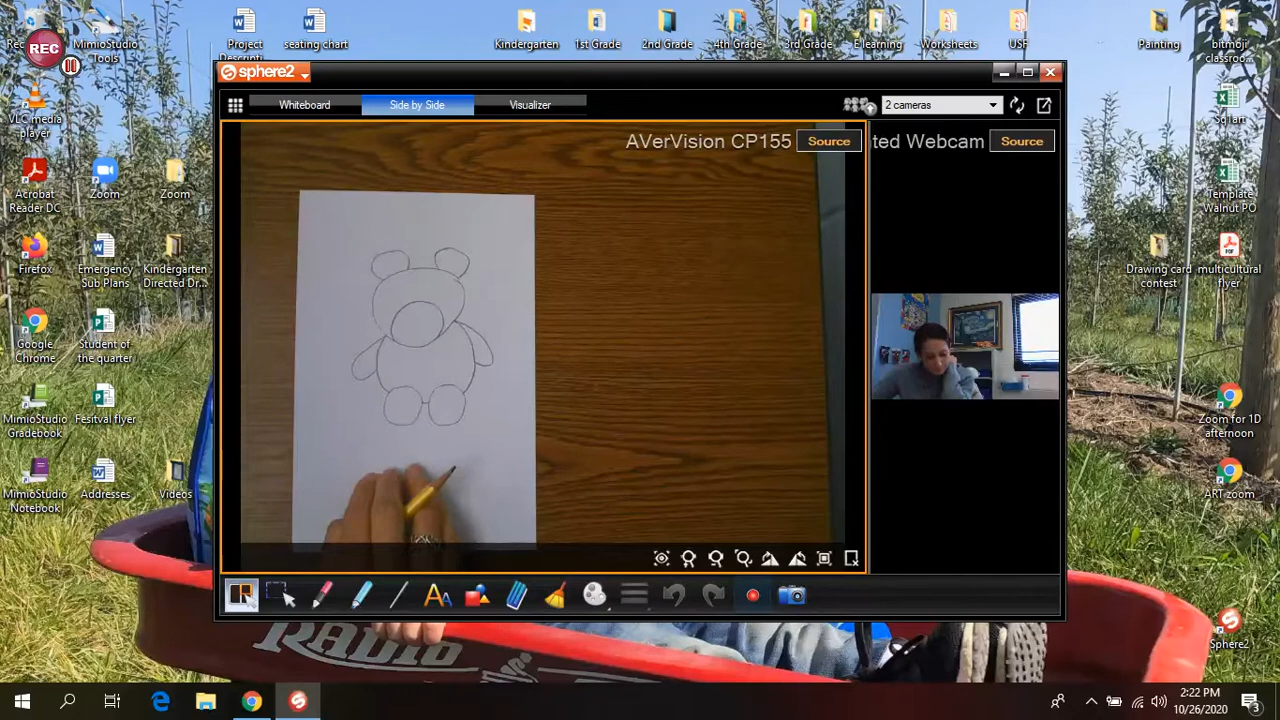 REC
Rec
MimioStudio Tools
Project Descripti...
seating chart
Kindergarten
1st Grade
2nd Grade
4th Grade
3rd Grade
E learning
Worksheets
USF
Painting
bitmoji classroo...
sphere2
Whiteboard
Side by Side
Visualizer
2 cameras
AVerVision CP155
Source
ted Webcam
Source
VLC media player
Acrobat Reader DC
Zoom
Zoom
Firefox
Emergency Sub Plans
Kindergarten Directed Dr...
Google Chrome
Student of the quarter
MimioStudio Gradebook
Fesitval flyer
MimioStudio Notebook
Addresses
Videos
Sq1art
Template Walnut PO
Drawing card contest
multicultural flyer
Zoom for 1D afternoon
ART zoom
Sphere2
RADIO
2:22 PM
10/26/2020
3